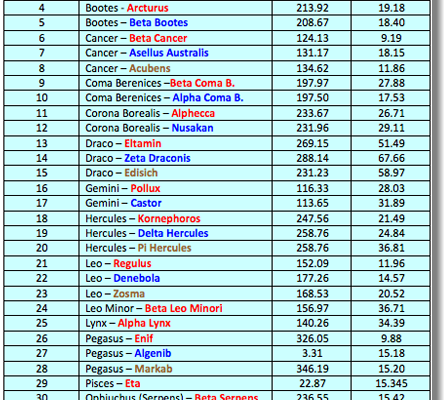 4 Bootes - Arcturus 213.92 19.18
5 Bootes – Beta Bootes 208.67 18.40
6 Cancer – Beta Cancer 124.13 9.19
7 Cancer – Asellus Australis 131.17 18.15
8 Cancer – Acubens 134.62 11.86
9 Coma Berenices –Beta Coma B. 197.97 27.88
10 Coma Berenices – Alpha Coma B. 197.50 17.53
11 Corona Borealis – Alphecca 233.67 26.71
12 Corona Borealis – Nusakan 231.96 29.11
13 Draco – Eltamin 269.15 51.49
14 Draco – Zeta Draconis 288.14 67.66
15 Draco – Edisich 231.23 58.97
16 Gemini – Pollux 116.33 28.03
17 Gemini – Castor 113.65 31.89
18 Hercules – Kornephoros 247.56 21.49
19 Hercules – Delta Hercules 258.76 24.84
20 Hercules – Pi Hercules 258.76 36.81
21 Leo – Regulus 152.09 11.96
22 Leo – Denebola 177.26 14.57
23 Leo – Zosma 168.53 20.52
24 Leo Minor – Beta Leo Minori 156.97 36.71
25 Lynx – Alpha Lynx 140.26 34.39
26 Pegasus – Enif 326.05 9.88
27 Pegasus – Algenib 3.31 15.18
28 Pegasus – Markab 346.19 15.20
29 Pisces – Eta 22.87 15.345
30 Ophiuchus (Serpens) – Beta Serpens 236.55 15.42